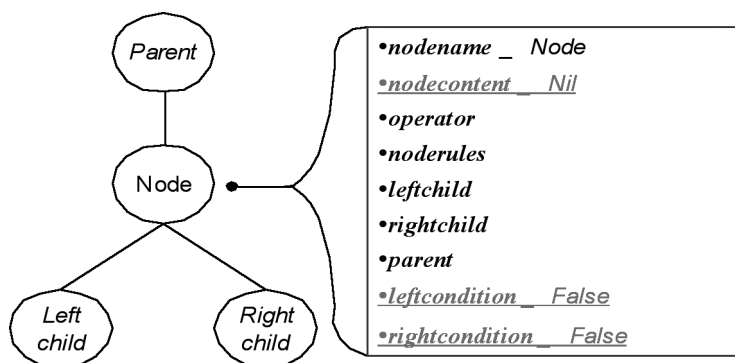 Parent
Node
Left
child
Right
child
•nodename _ Node
•nodecontent _ Nil
•operator
•noderules
•leftchild
•rightchild
•parent
•leftcondition _ False
•rightcondition _ False